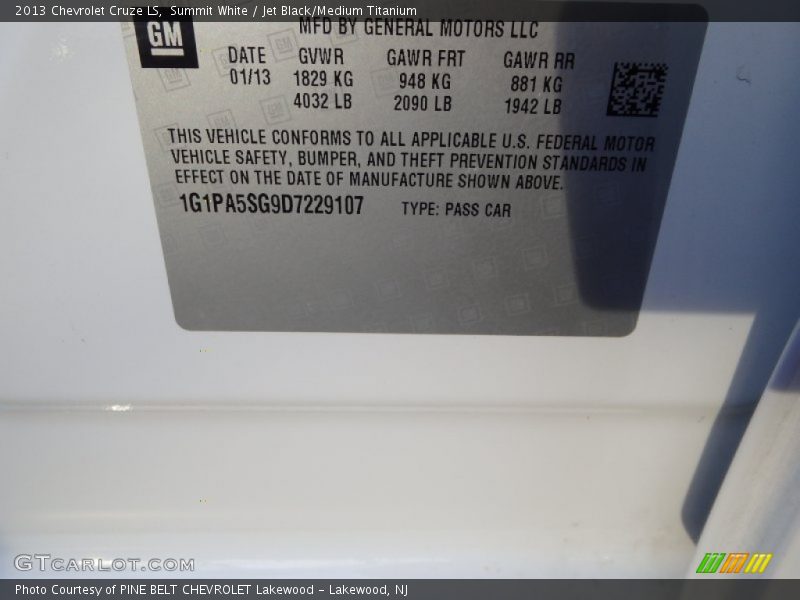 2013 Chevrolet Cruze LS, Summit White / Jet Black/Medium Titanium
GM
MFD BY GENERAL MOTORS LLC
DATE GVWR GAWR FRT GAWR RR
01/13 1829 KG 948 KG 881 KG
4032 LB 2090 LB 1942 LB
THIS VEHICLE CONFORMS TO ALL APPLICABLE U.S. FEDERAL MOTOR
VEHICLE SAFETY, BUMPER, AND THEFT PREVENTION STANDARDS IN
EFFECT ON THE DATE OF MANUFACTURE SHOWN ABOVE.
1G1PA5SG9D7229107 TYPE: PASS CAR
GTCARLOT.COM
Photo Courtesy of PINE BELT CHEVROLET Lakewood - Lakewood, NJ